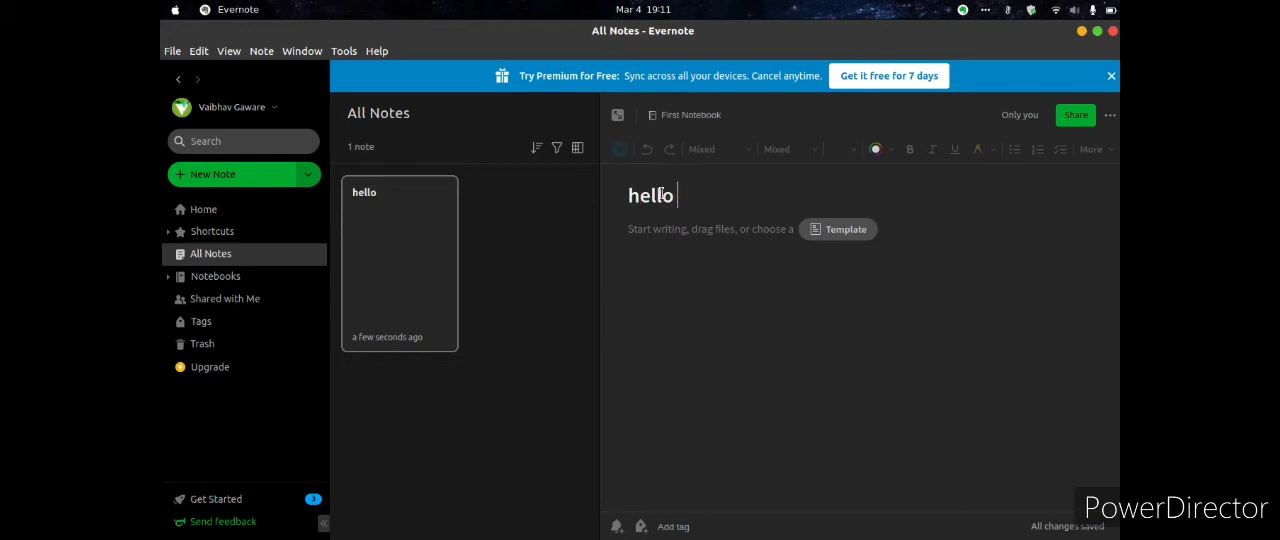 Evernote
Mar 4 19:11
All Notes - Evernote
File Edit View Note Window Tools Help
Try Premium for Free: Sync across all your devices. Cancel anytime.
Get it free for 7 days
Vaibhav Gaware
Search
New Note
Home
Shortcuts
All Notes
Notebooks
Shared with Me
Tags
Trash
Upgrade
Get Started
3
Send feedback
All Notes
1 note
hello
a few seconds ago
First Notebook
Only you
Share
Mixed
Mixed
B I U A
More
hello
Start writing, drag files, or choose a
Template
Add tag
All changes saved
PowerDirector